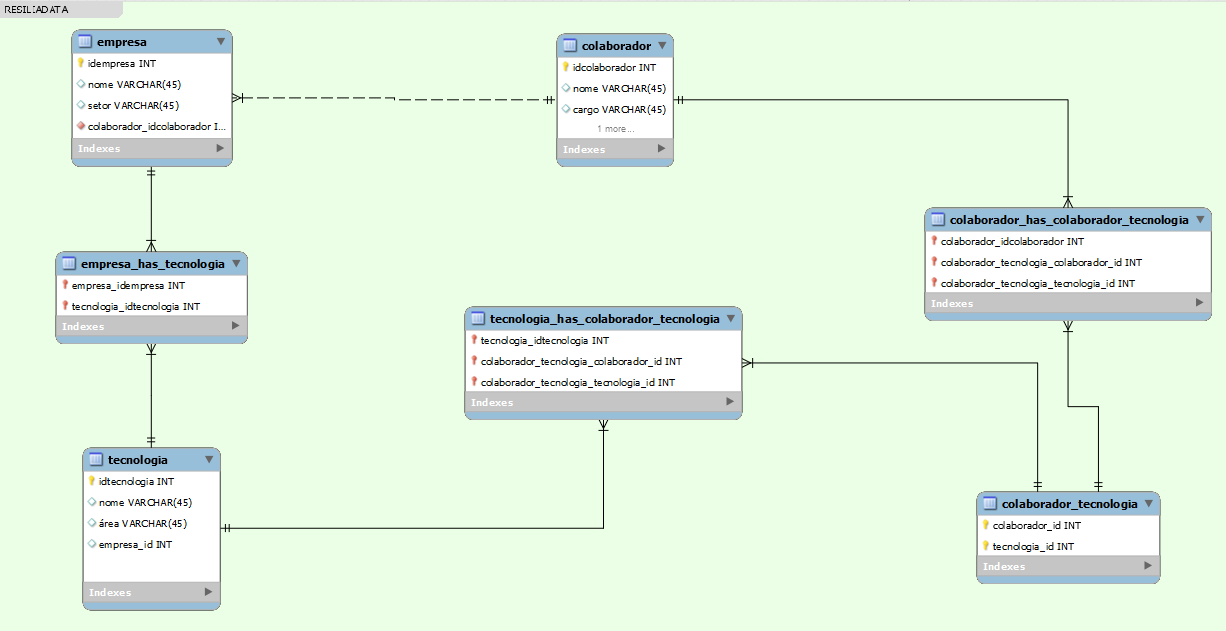 RESILIADATA
empresa
idempresa INT
nome VARCHAR(45)
setor VARCHAR(45)
colaborador_idcolaborador I...
Indexes
colaborador
idcolaborador INT
nome VARCHAR(45)
cargo VARCHAR(45)
1 more...
Indexes
colaborador_has_colaborador_tecnologia
colaborador_idcolaborador INT
colaborador_tecnologia_colaborador_id INT
colaborador_tecnologia_tecnologia_id INT
Indexes
empresa_has_tecnologia
empresa_idempresa INT
tecnologia_idtecnologia INT
Indexes
tecnologia_has_colaborador_tecnologia
tecnologia_idtecnologia INT
colaborador_tecnologia_colaborador_id INT
colaborador_tecnologia_tecnologia_id INT
Indexes
tecnologia
idtecnologia INT
nome VARCHAR(45)
área VARCHAR(45)
empresa_id INT
Indexes
colaborador_tecnologia
colaborador_id INT
tecnologia_id INT
Indexes